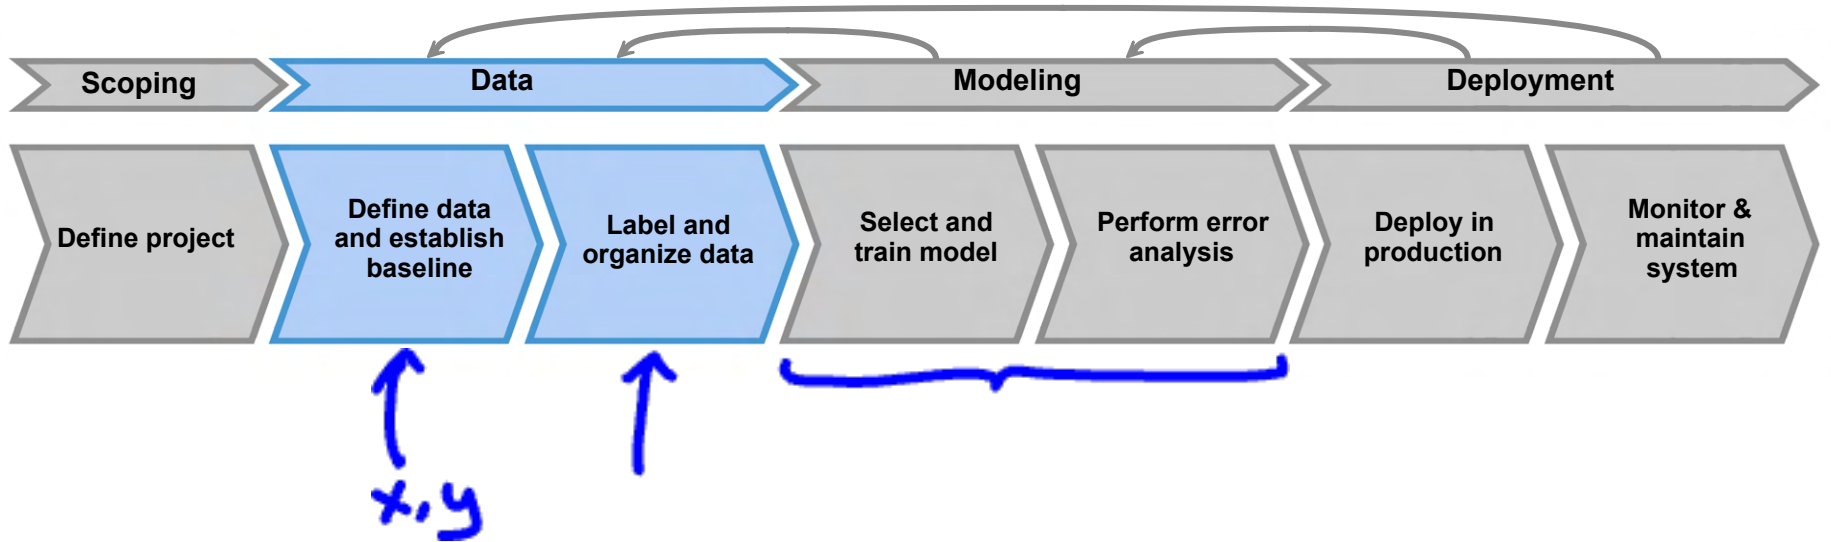 Scoping
Data
Modeling
Deployment
Define project
Define data
and establish
baseline
Label and
organize data
Select and
train model
Perform error
analysis
Deploy in
production
Monitor &
maintain
system
x,y